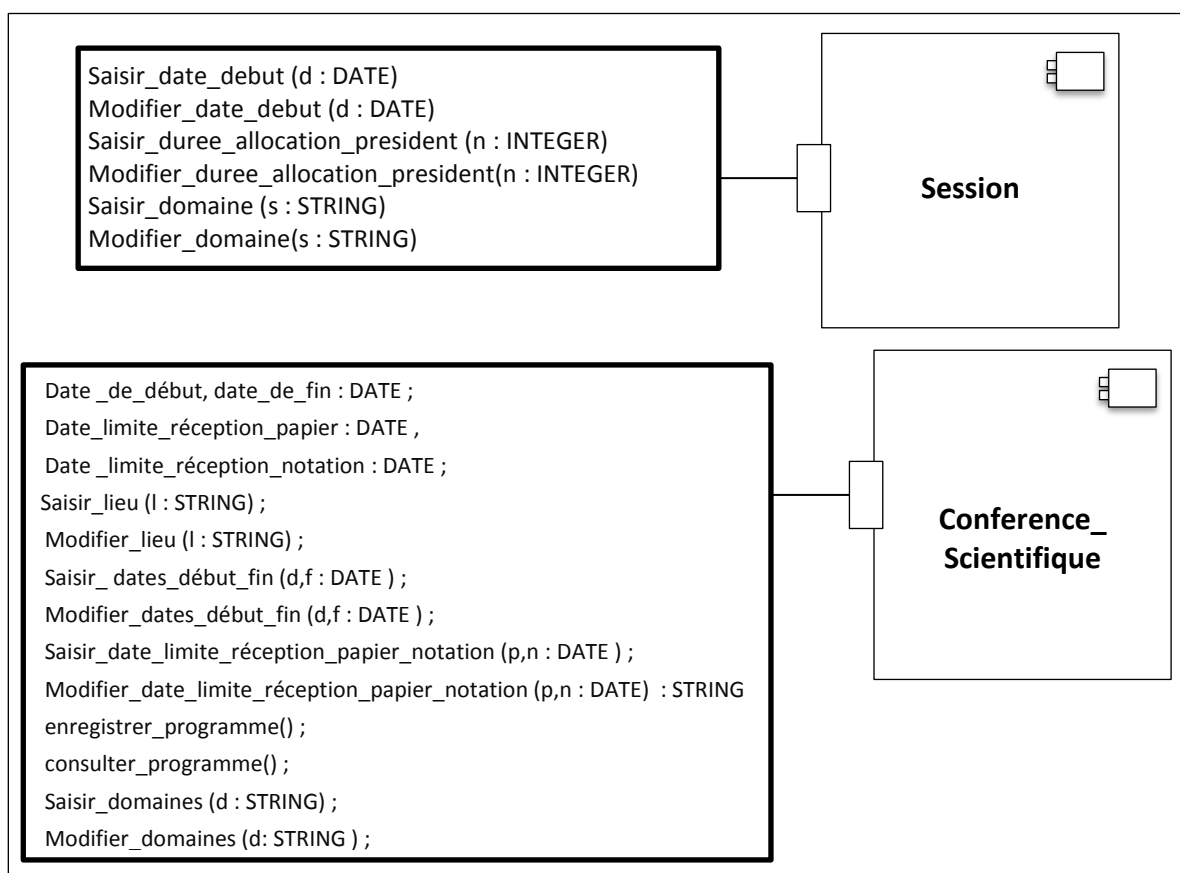 Saisir_date_debut (d : DATE)
Modifier_date_debut (d : DATE)
Saisir_duree_allocation_president (n : INTEGER)
Modifier_duree_allocation_president(n : INTEGER)
Saisir_domaine (s : STRING)
Modifier_domaine(s : STRING)
Session
Date _de_début, date_de_fin : DATE ;
Date_limite_réception_papier : DATE ,
Date _limite_réception_notation : DATE ;
Saisir_lieu (l : STRING) ;
Modifier_lieu (l : STRING) ;
Saisir_ dates_début_fin (d,f : DATE ) ;
Modifier_dates_début_fin (d,f : DATE ) ;
Saisir_date_limite_réception_papier_notation (p,n : DATE ) ;
Modifier_date_limite_réception_papier_notation (p,n : DATE)  : STRING
enregistrer_programme() ;
consulter_programme() ;
Saisir_domaines (d : STRING) ;
Modifier_domaines (d: STRING ) ;
Conference_
Scientifique